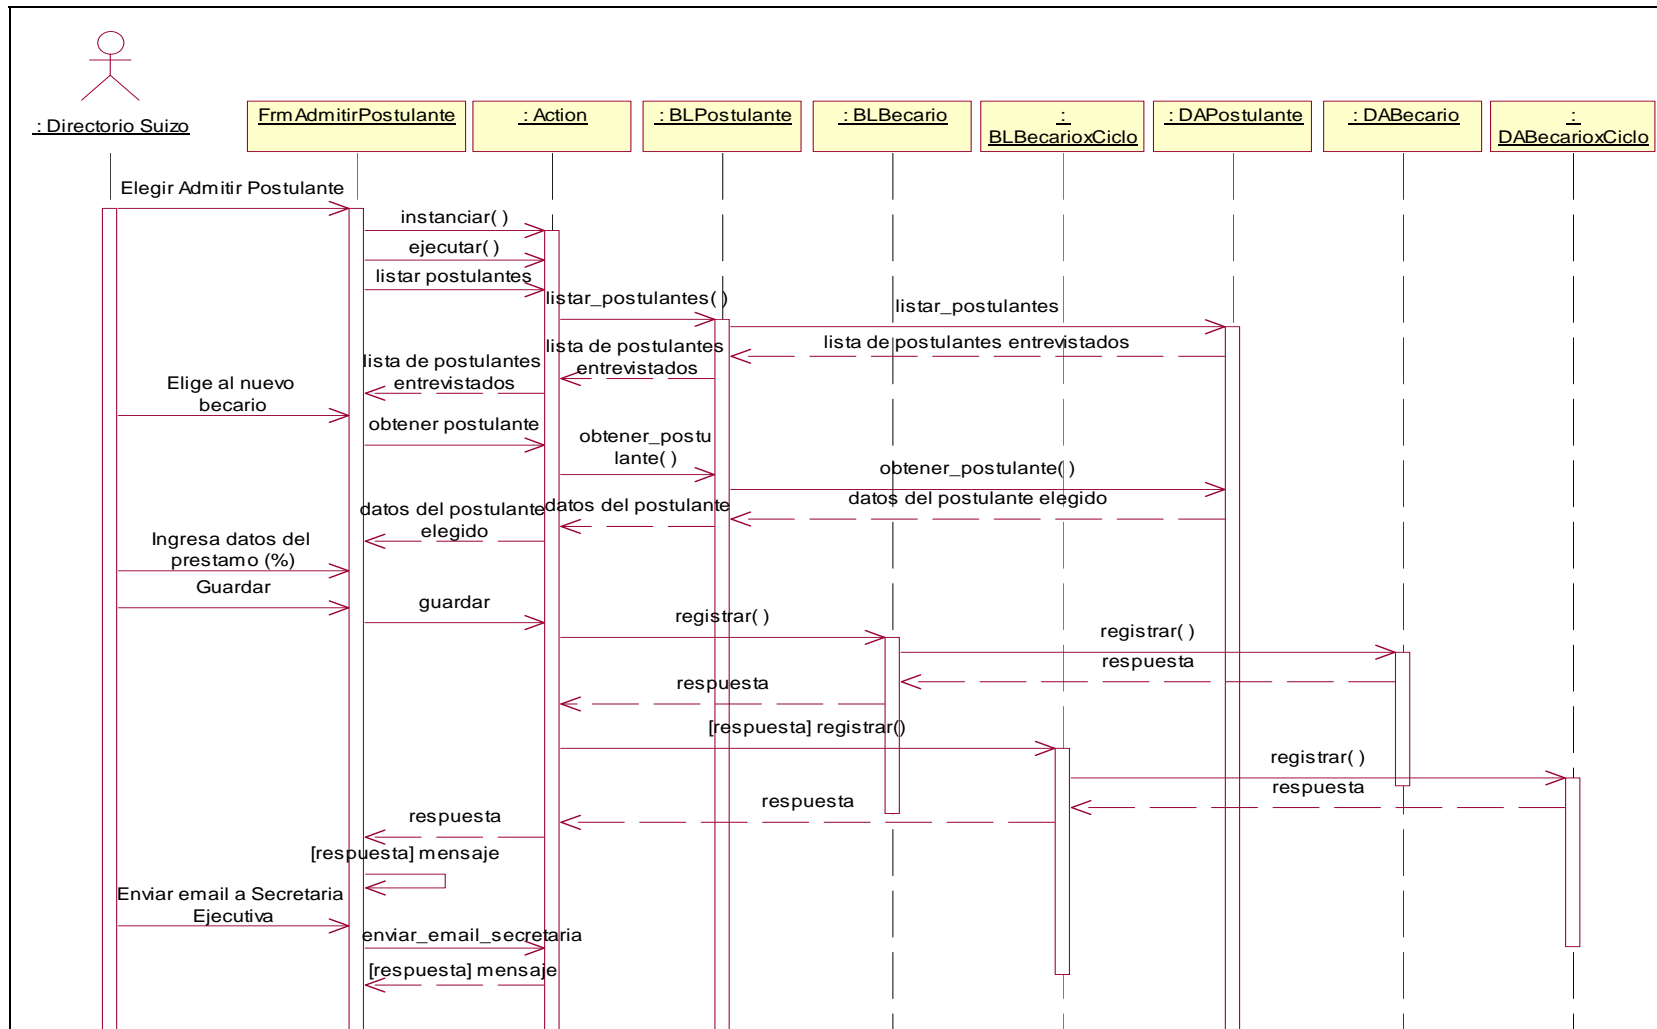 : Directorio Suizo
FrmAdmitirPostulante
: Action
: BLPostulante
: BLBecario
:
BLBecarioxCiclo
: DAPostulante
: DABecario
:
DABecarioxCiclo
Elegir Admitir Postulante
instanciar( )
ejecutar( )
listar postulantes
listar_postulantes( )
listar_postulantes
lista de postulantes entrevistados
lista de postulantes
entrevistados
lista de postulantes
entrevistados
Elige al nuevo
becario
obtener postulante
obtener_postu
lante( )
obtener_postulante( )
datos del postulante elegido
datos del postulante
datos del postulante
elegido
Ingresa datos del
prestamo (%)
Guardar
guardar
registrar( )
registrar( )
respuesta
respuesta
[respuesta] registrar()
registrar( )
respuesta
respuesta
respuesta
[respuesta] mensaje
Enviar email a Secretaria
Ejecutiva
enviar_email_secretaria
[respuesta] mensaje